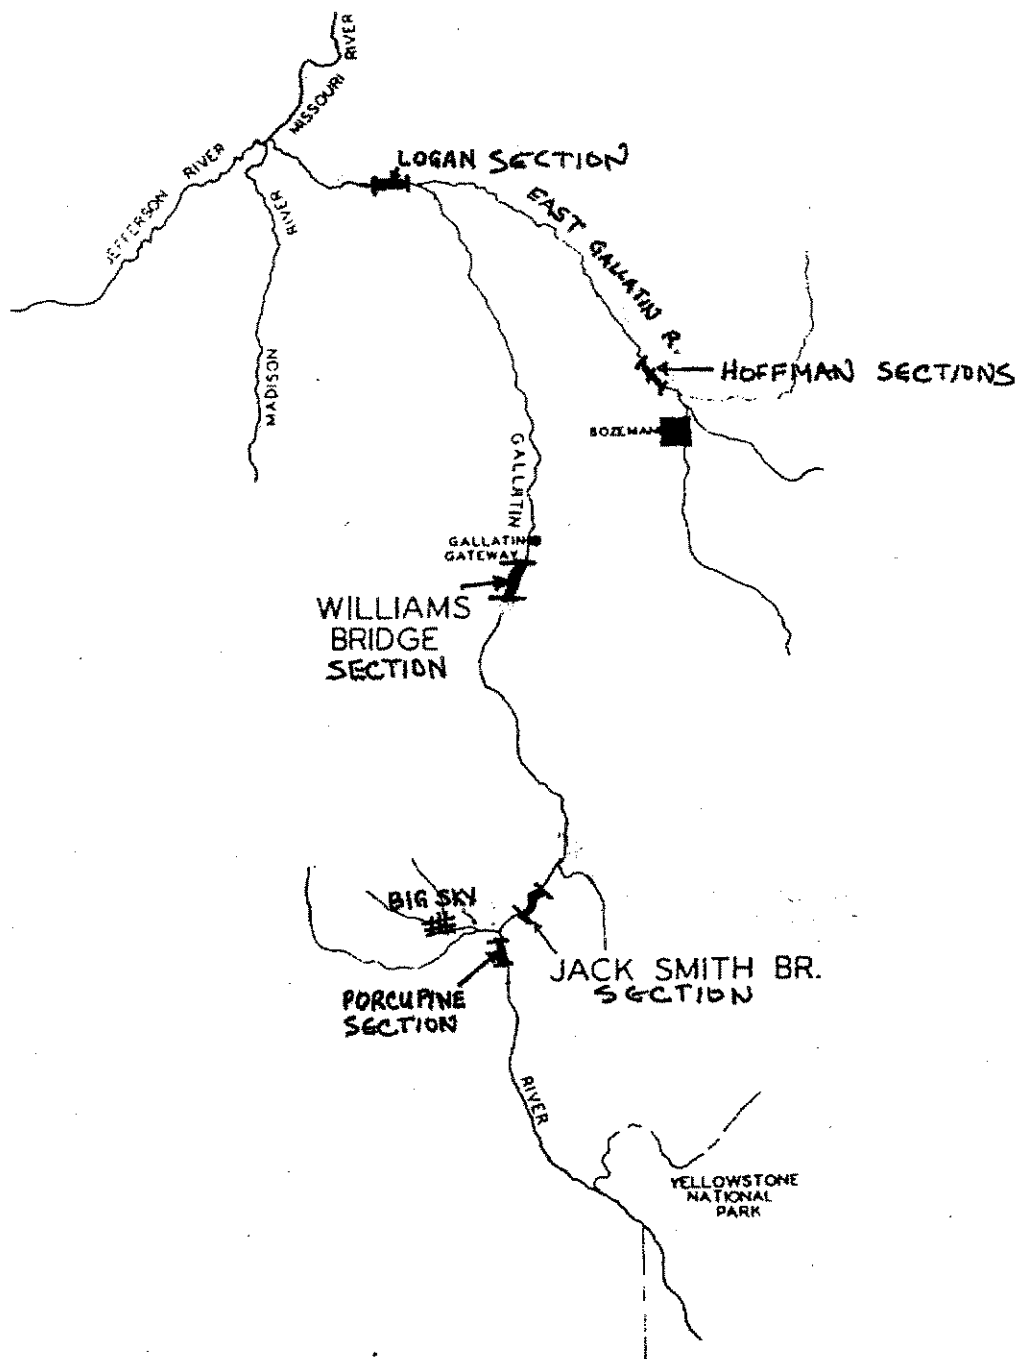 MISSOURI RIVER
JEFFERSON RIVER
RIVER
MADISON
LOGAN SECTION
EAST GALLATIN R.
HOFFMAN SECTIONS
BOZEMAN
GALLATIN
GALLATIN
GATEWAY
WILLIAMS
BRIDGE
SECTION
BIG SKY
JACK SMITH BR.
SECTION
PORCUPINE
SECTION
RIVER
YELLOWSTONE
NATIONAL
PARK